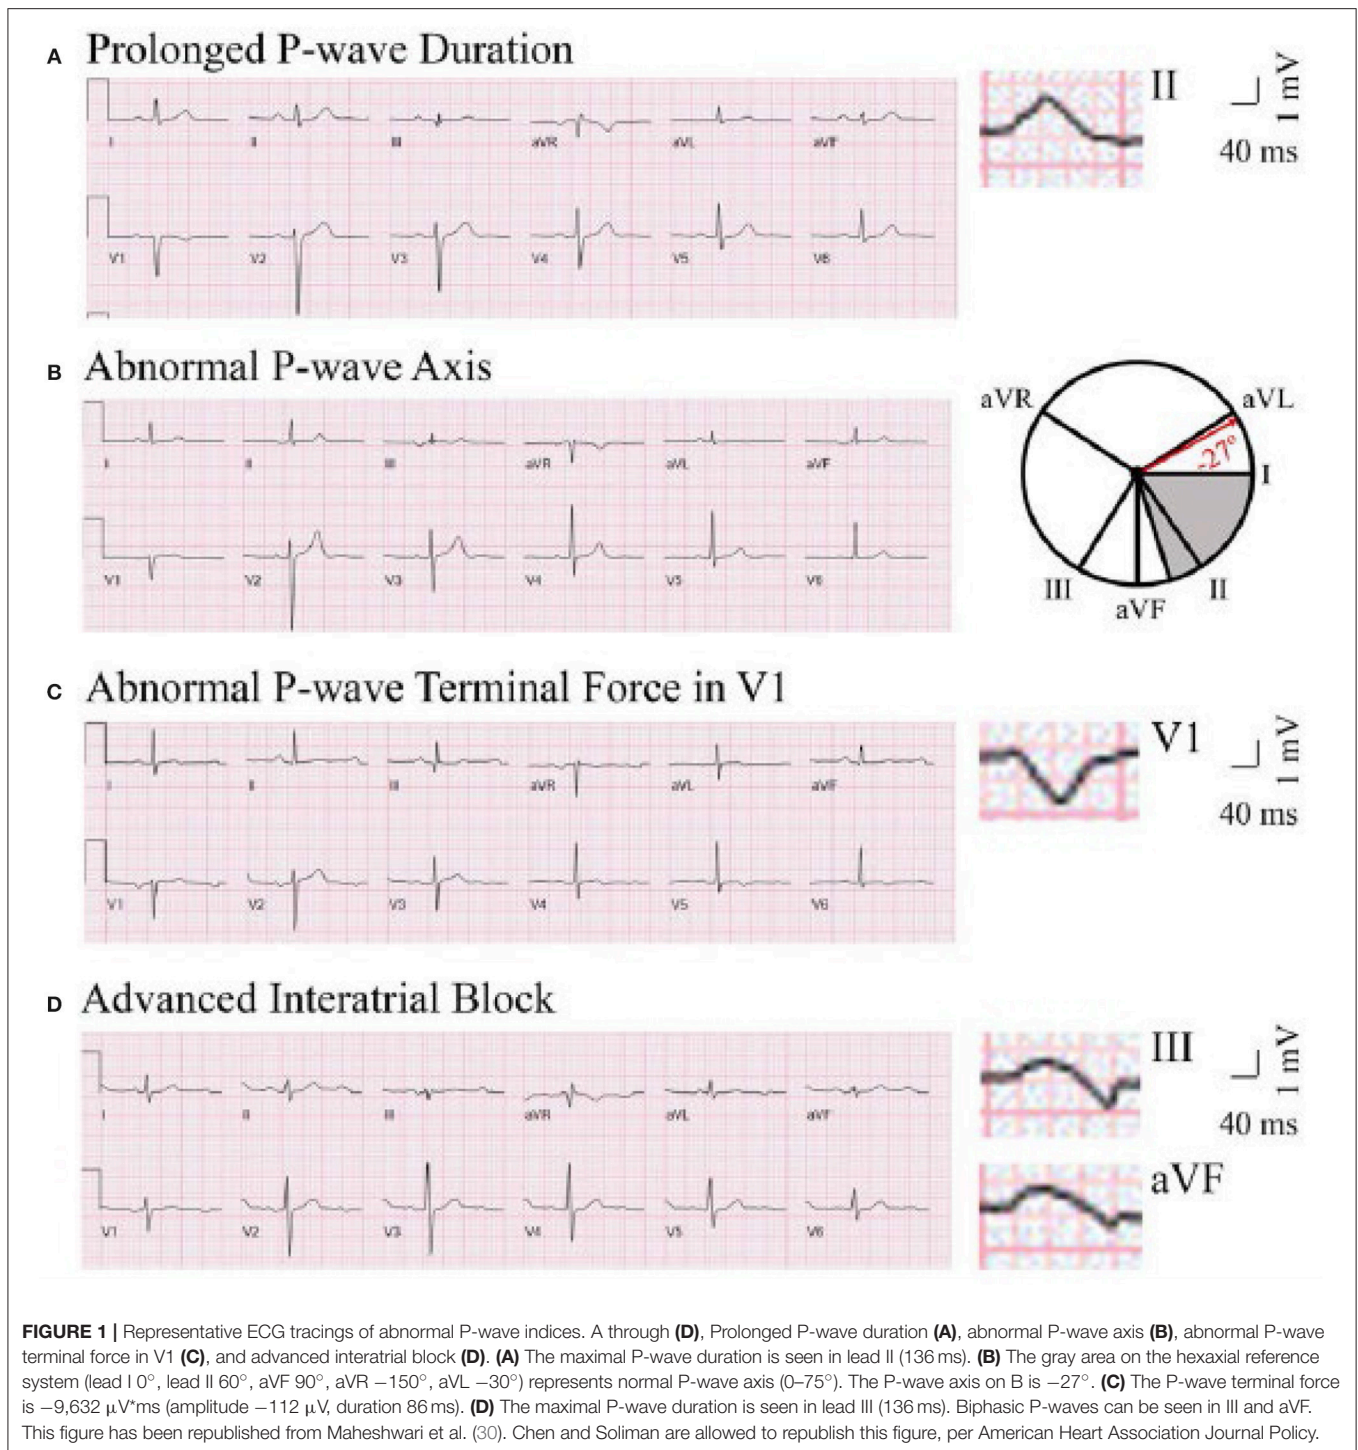 A Prolonged P-wave Duration
II
1 mV
40 ms
I II III aVR aVL aVF
V1 V2 V3 V4 V5 V6
B Abnormal P-wave Axis
aVR
aVL
-27°
I
II
III
aVF
I II III aVR aVL aVF
V1 V2 V3 V4 V5 V6
C Abnormal P-wave Terminal Force in V1
V1
1 mV
40 ms
I II III aVR aVL aVF
V1 V2 V3 V4 V5 V6
D Advanced Interatrial Block
III
1 mV
40 ms
aVF
I II III aVR aVL aVF
V1 V2 V3 V4 V5 V6
FIGURE 1 | Representative ECG tracings of abnormal P-wave indices. A through (D), Prolonged P-wave duration (A), abnormal P-wave axis (B), abnormal P-wave
terminal force in V1 (C), and advanced interatrial block (D). (A) The maximal P-wave duration is seen in lead II (136 ms). (B) The gray area on the hexaxial reference
system (lead I 0°, lead II 60°, aVF 90°, aVR −150°, aVL −30°) represents normal P-wave axis (0–75°). The P-wave axis on B is −27°. (C) The P-wave terminal force
is −9,632 μV*ms (amplitude −112 μV, duration 86 ms). (D) The maximal P-wave duration is seen in lead III (136 ms). Biphasic P-waves can be seen in III and aVF.
This figure has been republished from Maheshwari et al. (30). Chen and Soliman are allowed to republish this figure, per American Heart Association Journal Policy.